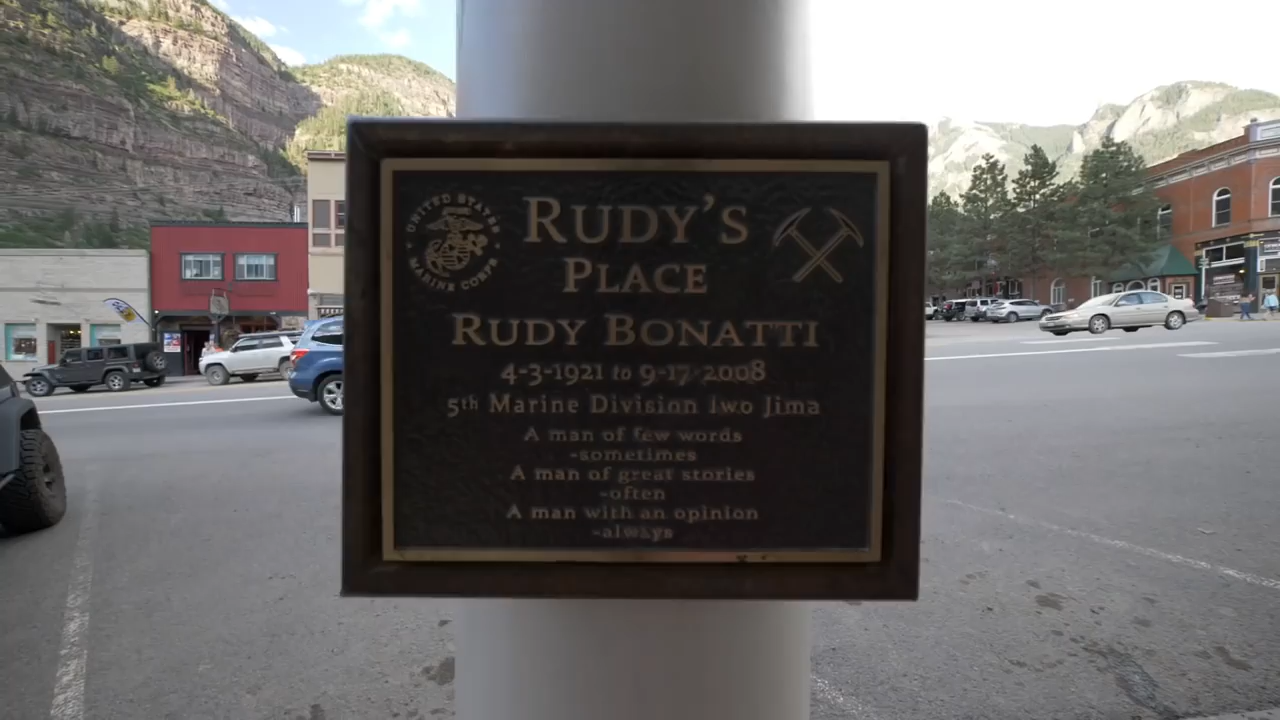 UNITED STATES
MARINE CORPS
RUDY'S
PLACE
RUDY BONATTI
4-3-1921 to 9-17-2008
5th Marine Division Iwo Jima
A man of few words
-sometimes
A man of great stories
-often
A man with an opinion
-always